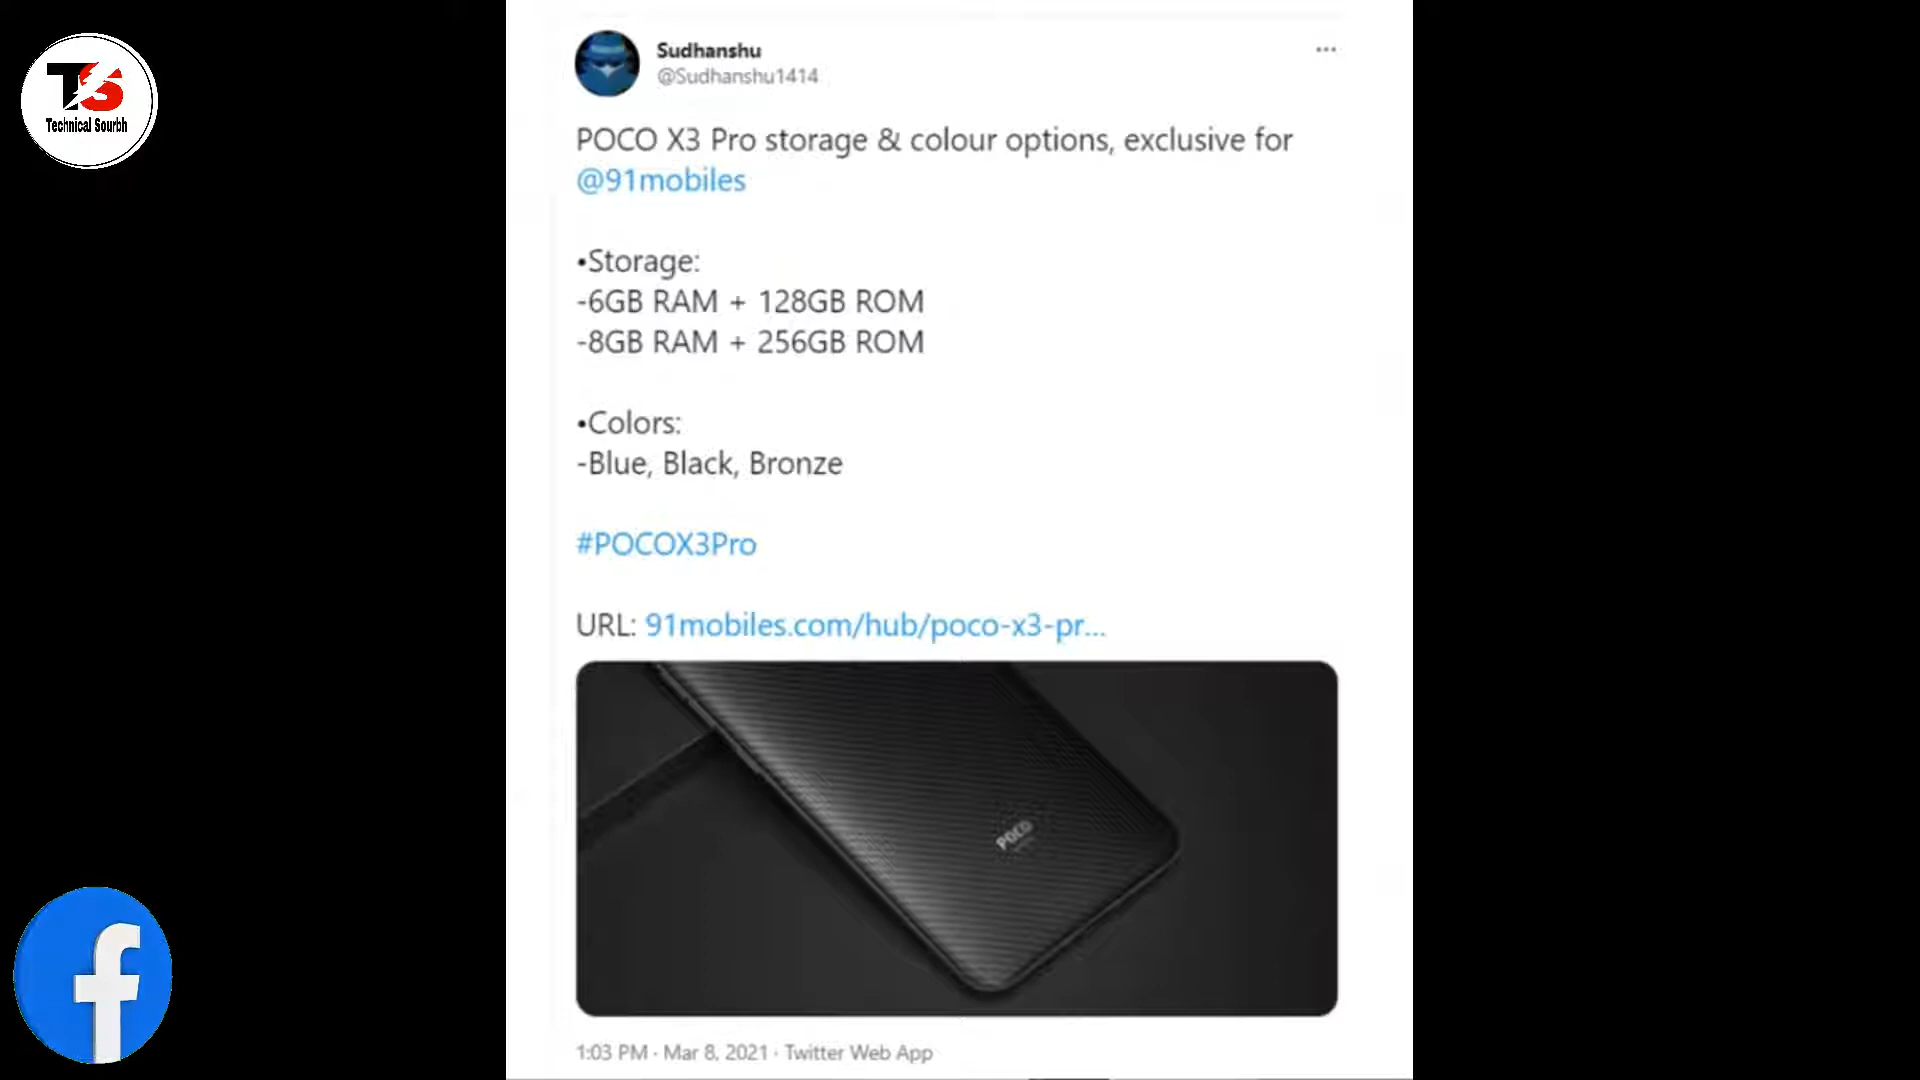 TS
Technical Sourbh
Sudhanshu
@Sudhanshu1414
POCO X3 Pro storage & colour options, exclusive for
@91mobiles
•Storage:
-6GB RAM + 128GB ROM
-8GB RAM + 256GB ROM
•Colors:
-Blue, Black, Bronze
#POCOX3Pro
URL: 91mobiles.com/hub/poco-x3-pr...
POCO
1:03 PM · Mar 8, 2021 · Twitter Web App
f